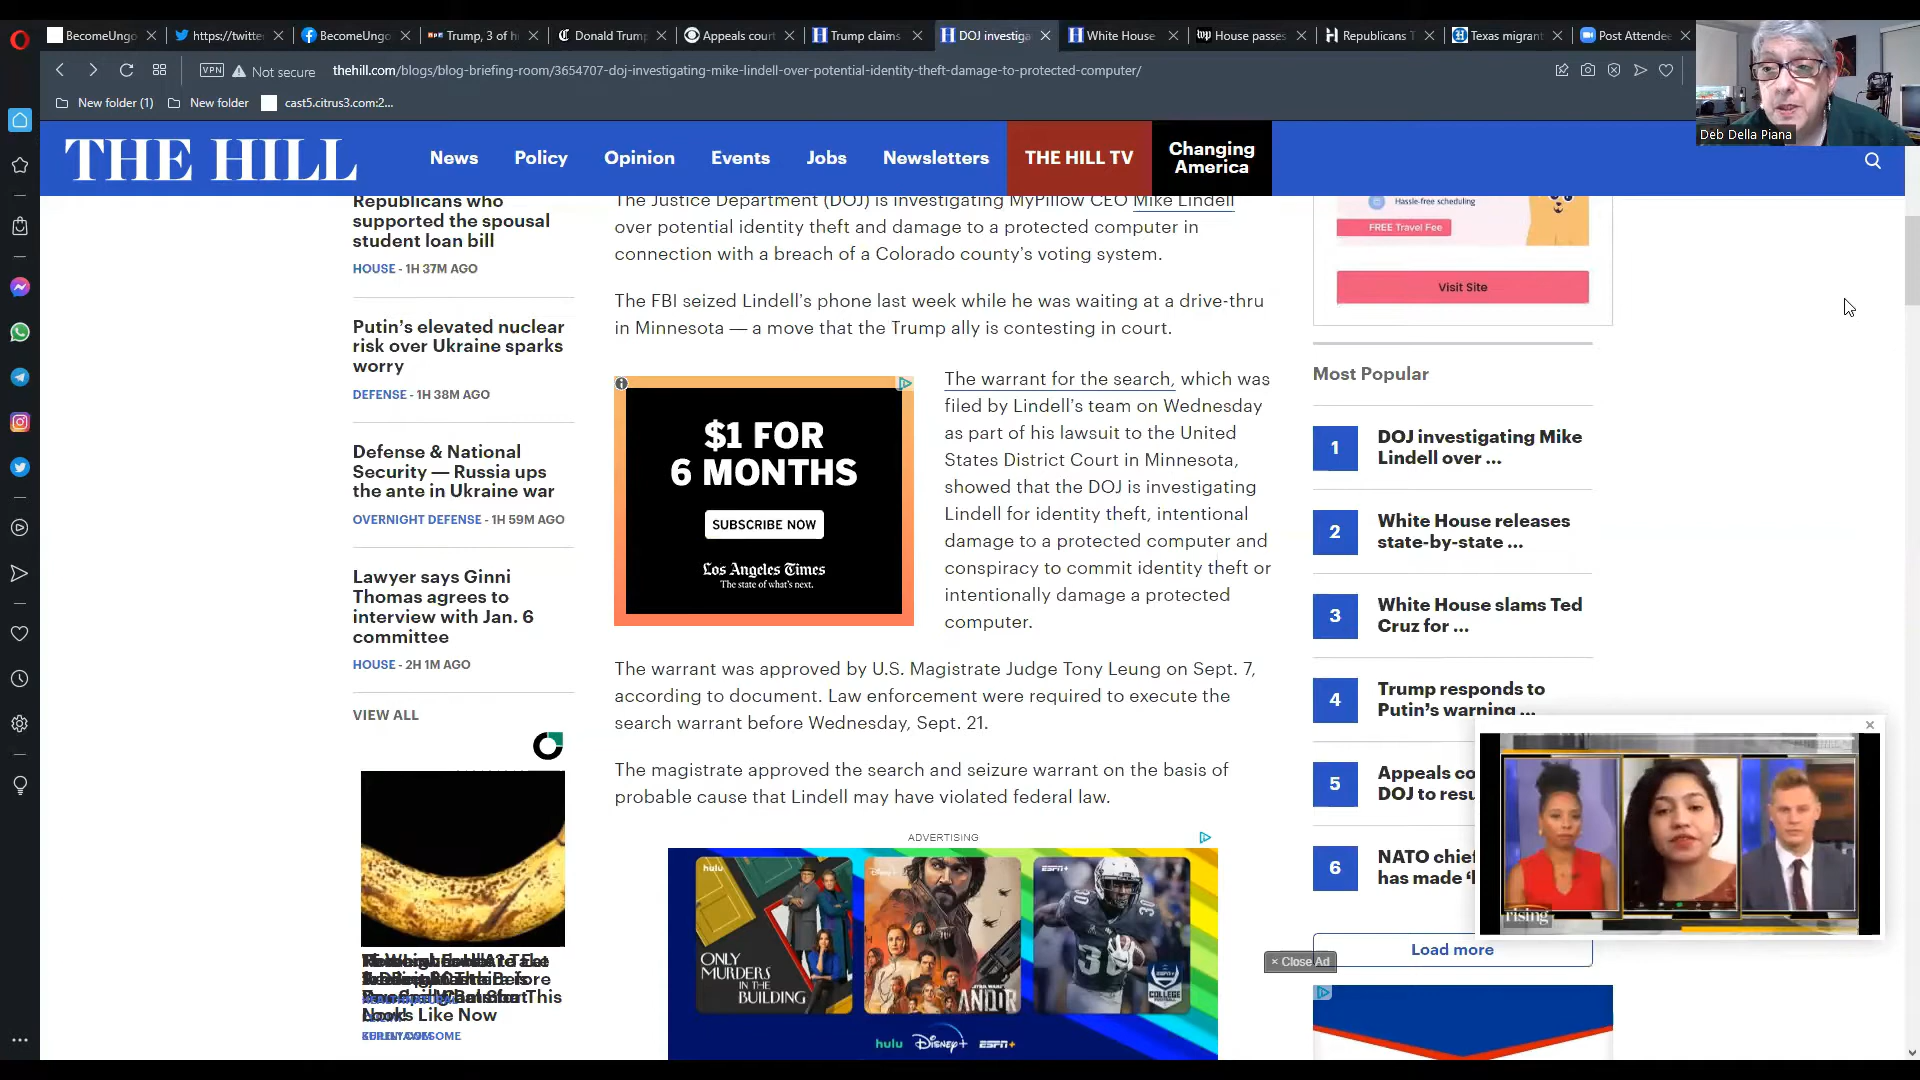 BecomeUngo
https://twitte
BecomeUngo
Trump, 3 of h
Donald Trum
Appeals cour
Trump claims
DOJ investiga
White House
House passes
Republicans T
Texas migran
Post Attende
VPN
Not secure
thehill.com/blogs/blog-briefing-room/3654707-doj-investigating-mike-lindell-over-potential-identity-theft-damage-to-protected-computer/
New folder (1)
New folder
cast5.citrus3.com:2...
Deb Della Piana
THE HILL
News
Policy
Opinion
Events
Jobs
Newsletters
THE HILL TV
Changing
America
Republicans who
supported the spousal
student loan bill
HOUSE - 1H 37M AGO
Putin's elevated nuclear
risk over Ukraine sparks
worry
DEFENSE - 1H 38M AGO
Defense & National
Security — Russia ups
the ante in Ukraine war
OVERNIGHT DEFENSE - 1H 59M AGO
Lawyer says Ginni
Thomas agrees to
interview with Jan. 6
committee
HOUSE - 2H 1M AGO
VIEW ALL
Looks Like Now
The Justice Department (DOJ) is investigating MyPillow CEO Mike Lindell
over potential identity theft and damage to a protected computer in
connection with a breach of a Colorado county's voting system.
The FBI seized Lindell's phone last week while he was waiting at a drive-thru
in Minnesota — a move that the Trump ally is contesting in court.
$1 FOR
6 MONTHS
SUBSCRIBE NOW
Los Angeles Times
The state of what's next.
The warrant for the search, which was
filed by Lindell's team on Wednesday
as part of his lawsuit to the United
States District Court in Minnesota,
showed that the DOJ is investigating
Lindell for identity theft, intentional
damage to a protected computer and
conspiracy to commit identity theft or
intentionally damage a protected
computer.
The warrant was approved by U.S. Magistrate Judge Tony Leung on Sept. 7,
according to document. Law enforcement were required to execute the
search warrant before Wednesday, Sept. 21.
The magistrate approved the search and seizure warrant on the basis of
probable cause that Lindell may have violated federal law.
ADVERTISING
hulu
ONLY
MURDERS
IN THE
BUILDING
Disney+
STAR WARS
ANDOR
ESPN+
30
30
COLLEGE
FOOTBALL
hulu
Disney+
ESPN+
Hassle-free scheduling
FREE Travel Fee
Visit Site
Most Popular
1
DOJ investigating Mike
Lindell over ...
2
White House releases
state-by-state ...
3
White House slams Ted
Cruz for ...
4
Trump responds to
Putin's warning ...
5
Appeals co
DOJ to resu
6
NATO chief
has made 'b
rising
Load more
× Close Ad